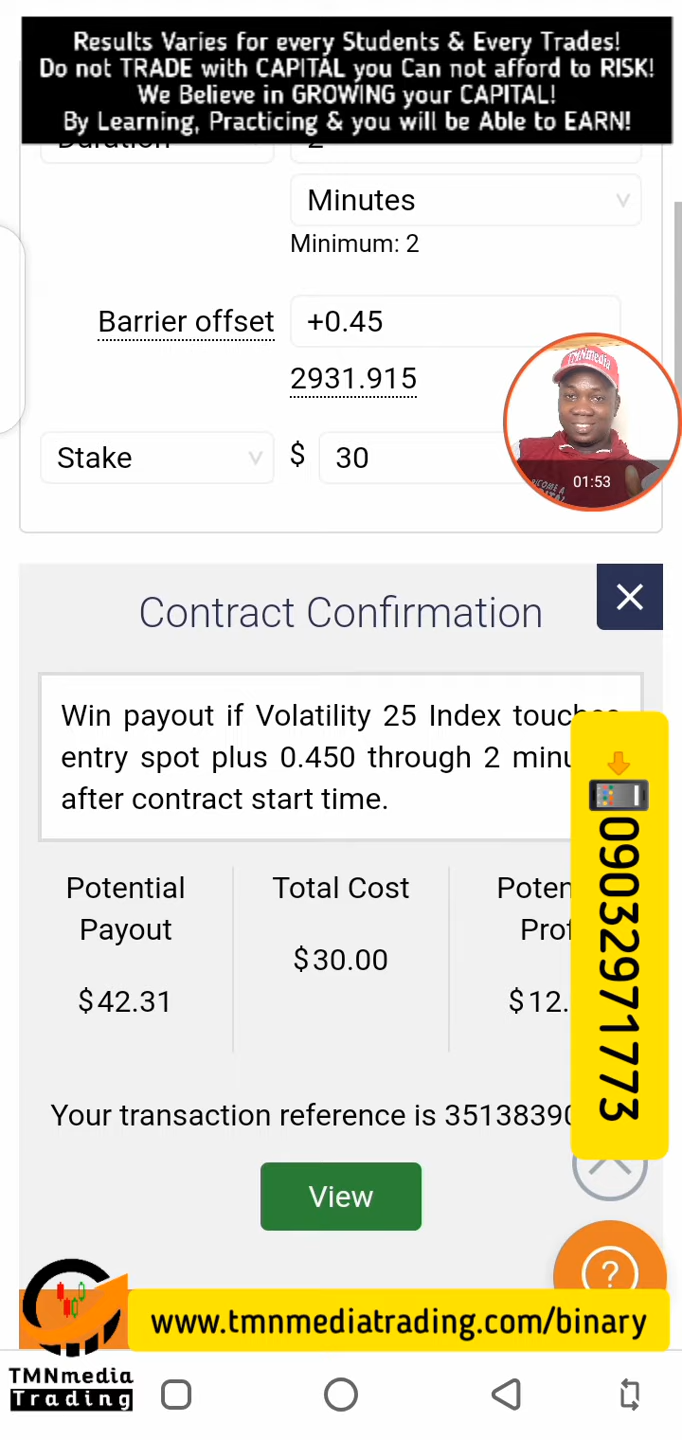 Results Varies for every Students & Every Trades!
Do not TRADE with CAPITAL you Can not afford to RISK!
We Believe in GROWING your CAPITAL!
By Learning, Practicing & you will be Able to EARN!
Duration 2
Minutes
Minimum: 2
Barrier offset +0.45
2931.915
TMNmedia
Stake $ 30
01:53
Contract Confirmation
Win payout if Volatility 25 Index touches
entry spot plus 0.450 through 2
after contract start time.
Potential
Payout
$42.31
Total Cost
$30.00
$12.
Your transaction reference is 35138390
09032971773
View
?
www.tmnmediatrading.com/binary
TMNmedia
Trading